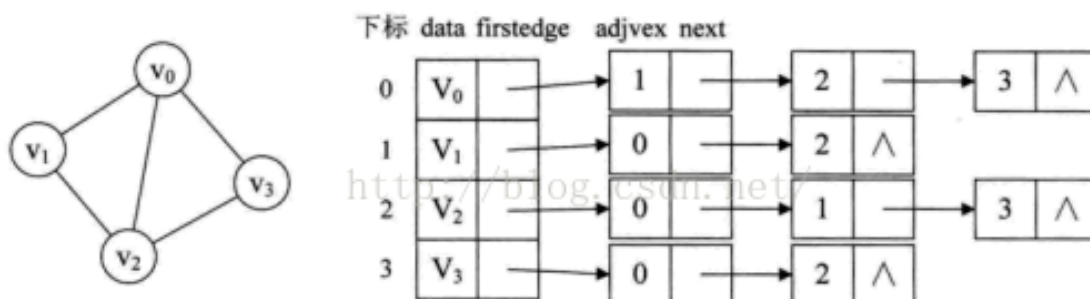 下标 data firstedge adjvex next
v0
v1
v3
v2
0 V0 1 2 3 ∧
1 V1 0 2 ∧
http://blog.csdn.net/
2 V2 0 1 3 ∧
3 V3 0 2 ∧